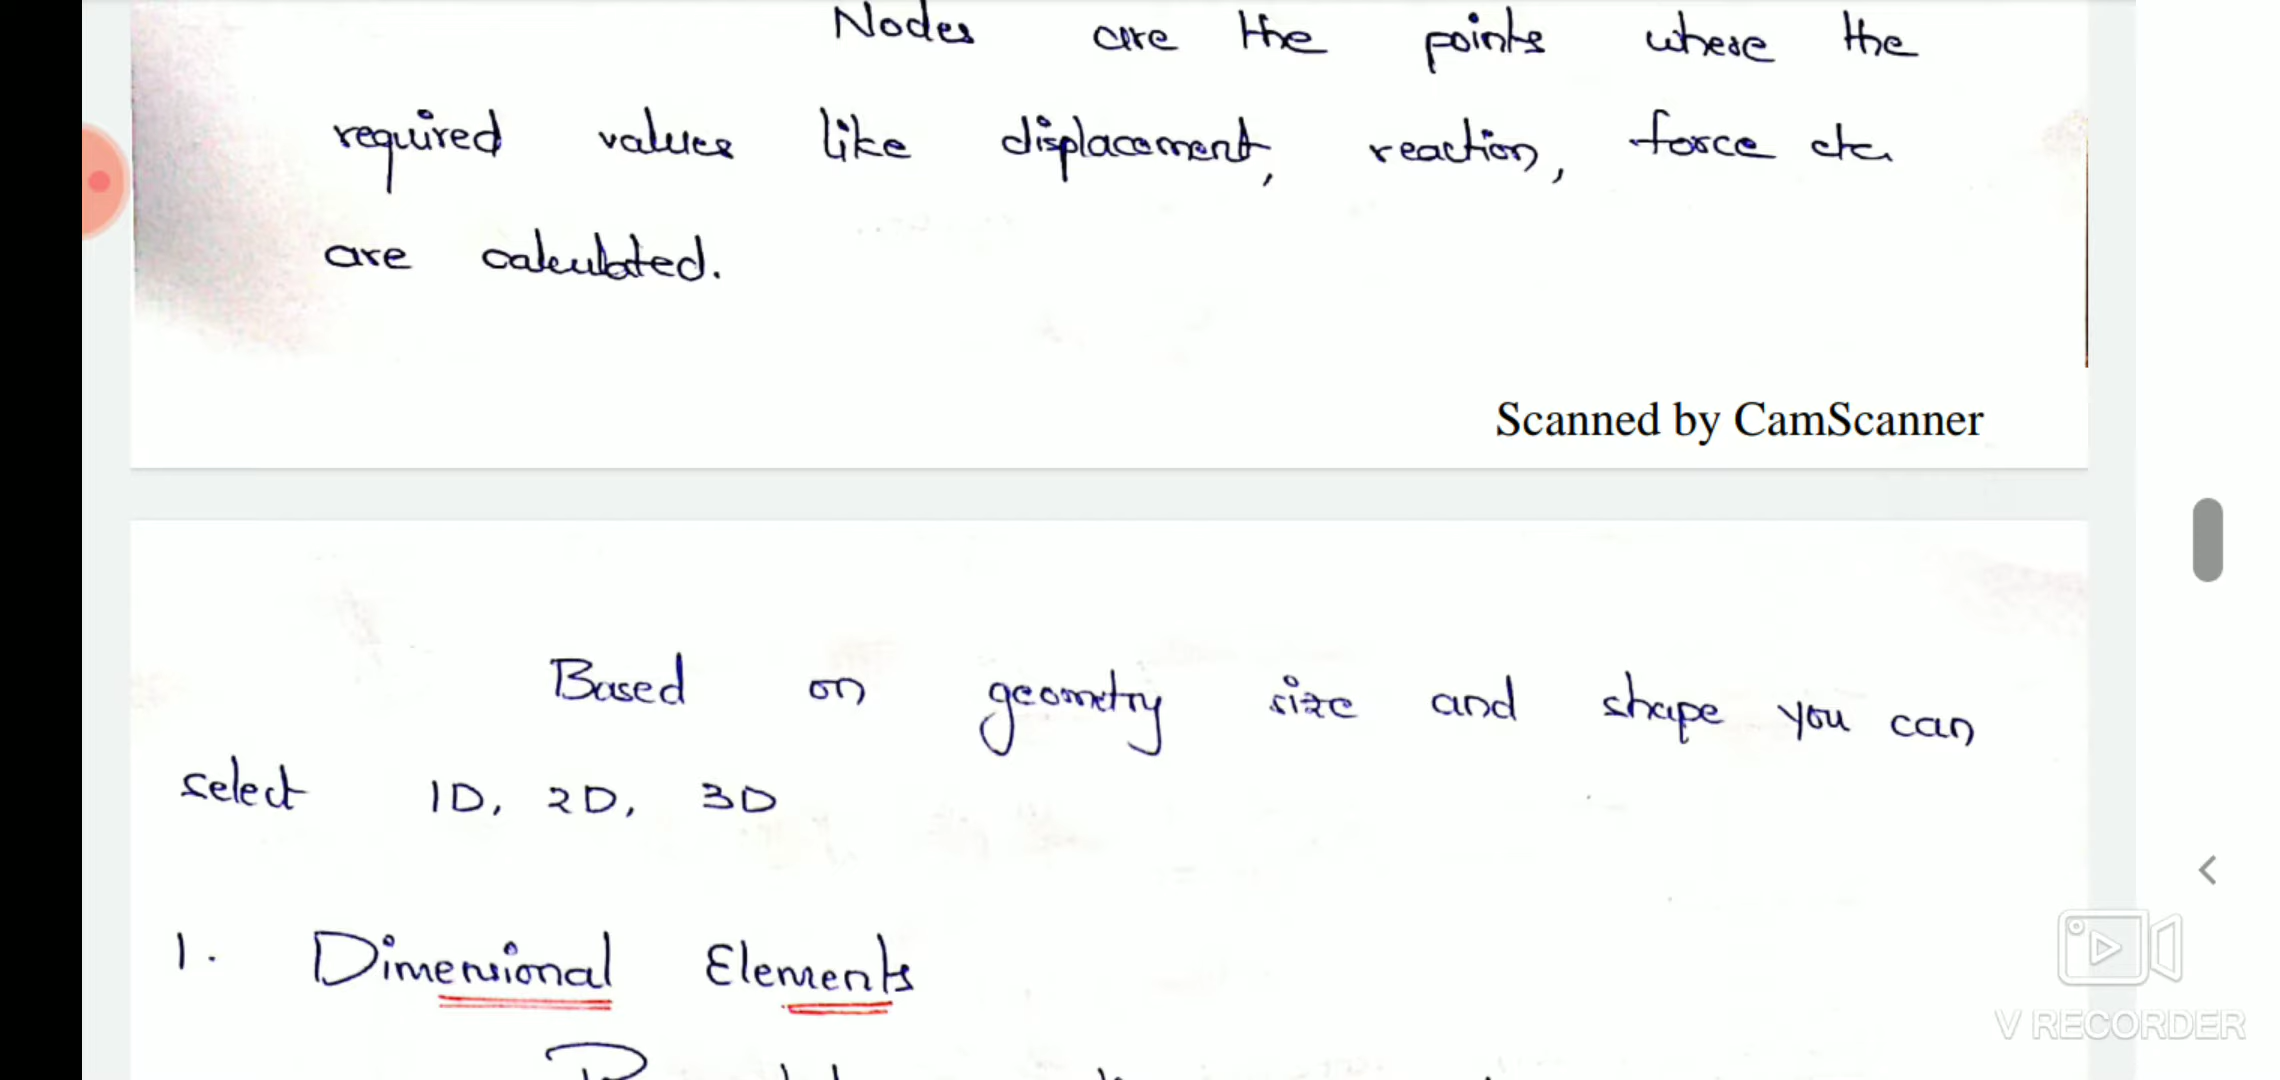 Nodes are the points where the
required values like displacement, reaction, force etc
are calculated.
Scanned by CamScanner
Based on geometry size and shape you can
select 1D, 2D, 3D
1. Dimensional Elements
V RECORDER